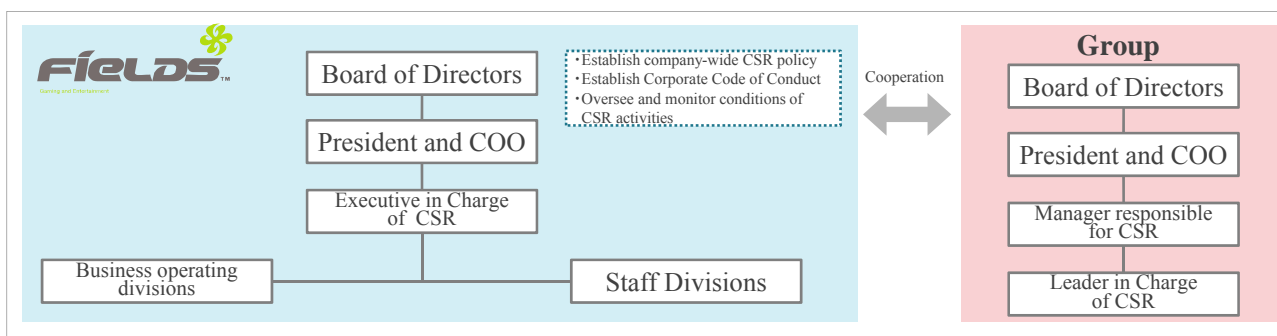 FIELDS™
Board of Directors
President and COO
Executive in Charge
of CSR
Business operating
divisions
Staff Divisions
・Establish company-wide CSR policy
・Establish Corporate Code of Conduct
・Oversee and monitor conditions of
CSR activities
Cooperation
Group
Board of Directors
President and COO
Manager responsible
for CSR
Leader in Charge
of CSR